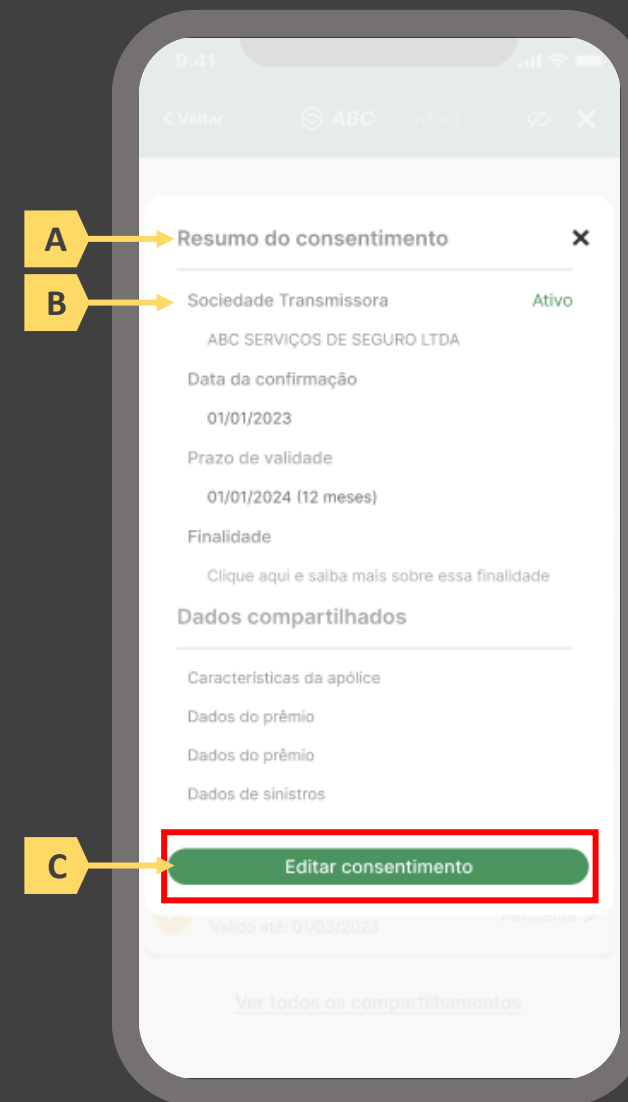 9:41
< Voltar
ABCiniciadora
A
Resumo do consentimento
B
Sociedade Transmissora
Ativo
ABC SERVIÇOS DE SEGURO LTDA
Data da confirmação
01/01/2023
Prazo de validade
01/01/2024 (12 meses)
Finalidade
Clique aqui e saiba mais sobre essa finalidade
Dados compartilhados
Características da apólice
Dados do prêmio
Dados do prêmio
Dados de sinistros
C
Editar consentimento
Valido até: 01/03/2023
Pendente
Ver todos os compartilhamentos